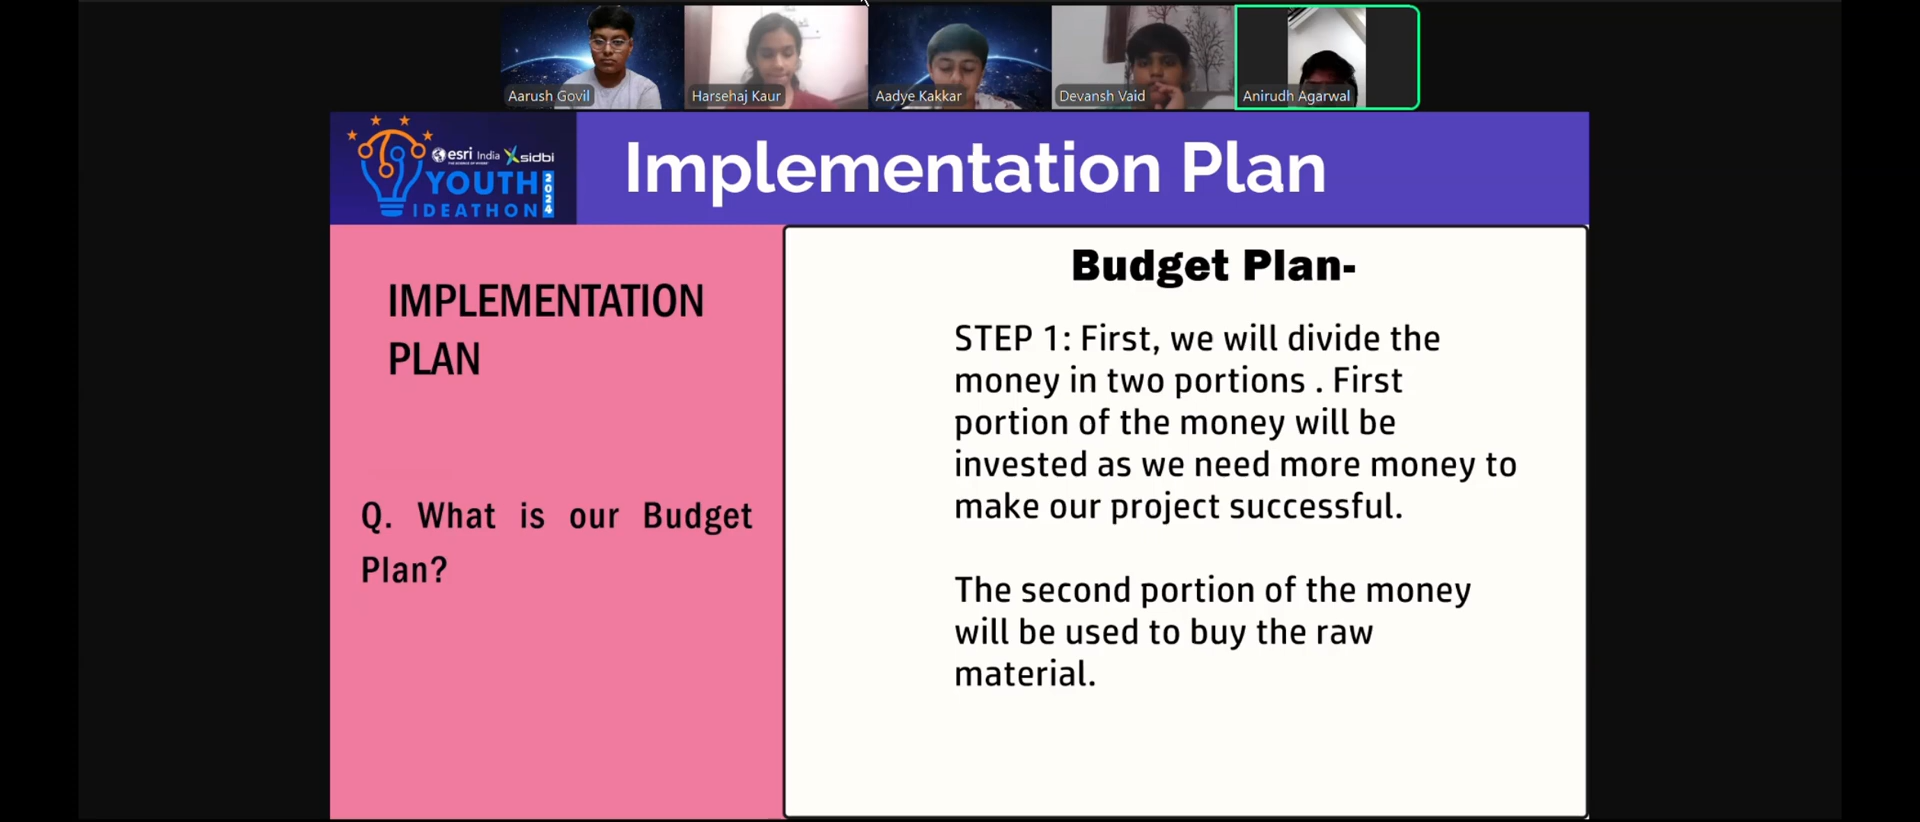 Aarush Govil
Harsehaj Kaur
Aadye Kakkar
Devansh Vaid
Anirudh Agarwal
esri India sidbi
YOUTH
IDEATHON
2024
Implementation Plan
IMPLEMENTATION
PLAN
Q. What is our Budget
Plan?
Budget Plan-
STEP 1: First, we will divide the
money in two portions . First
portion of the money will be
invested as we need more money to
make our project successful.
The second portion of the money
will be used to buy the raw
material.